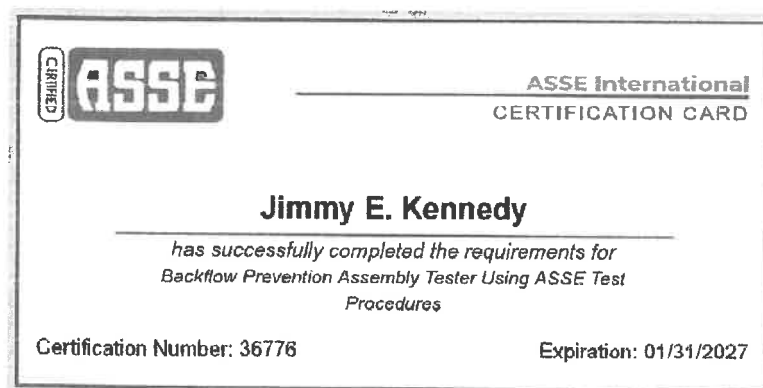 CERTIFIED
ASSE
ASSE International
CERTIFICATION CARD
Jimmy E. Kennedy
has successfully completed the requirements for
Backflow Prevention Assembly Tester Using ASSE Test
Procedures
Certification Number: 36776
Expiration: 01/31/2027